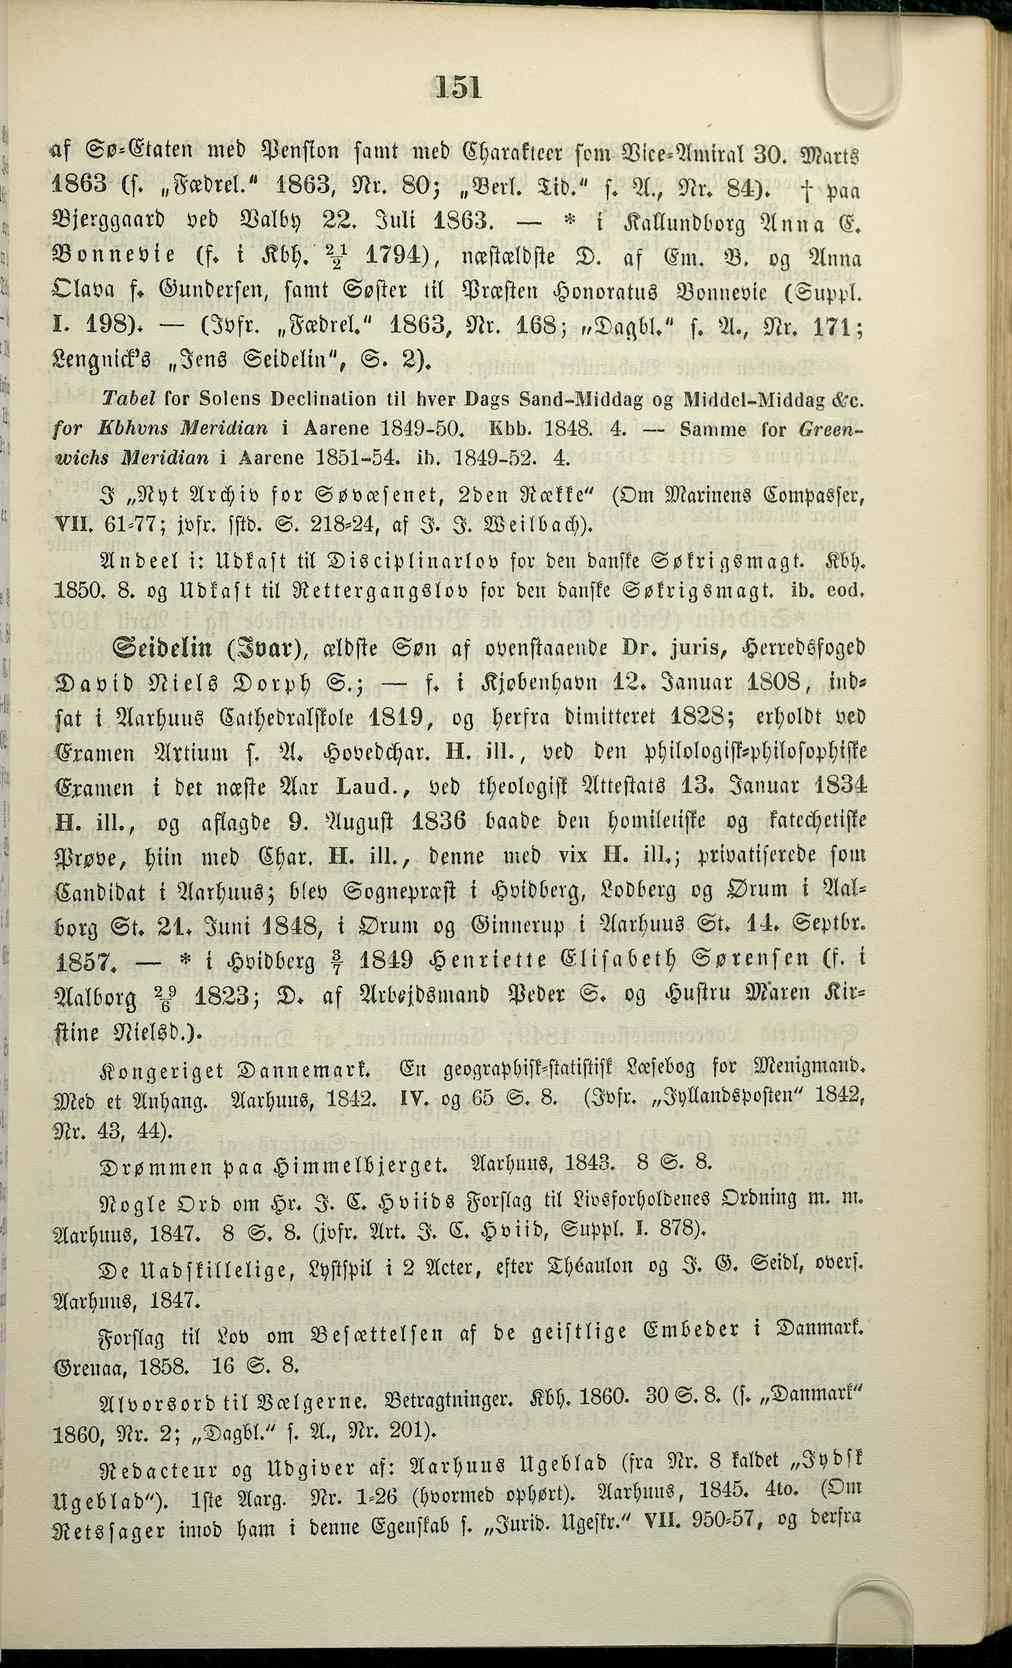 151
af Sø-Etaten med Pension samt med Charakteer som Vice-Admiral 30. Marts
1863 (s. „Fædrel.“ 1863, Nr. 80; „Berl. Tid.“ s. A., Nr. 84). † paa
Bjerggaard ved Valby 22. Juli 1863. — * i Kallundborg Anna C.
Bonnevie (f. i Kbh. 21/2 1794), næstældste D. af Em. B. og Anna
Olava f. Gundersen, samt Søster til Præsten Honoratus Bonnevie (Suppl.
I. 198). — (Jvfr. „Fædrel.“ 1863, Nr. 168; „Dagbl.“ s. A., Nr. 171;
Lengnick's „Jens Seidelin“, S. 2).
Tabel for Solens Declination til hver Dags Sand-Middag og Middel-Middag &c.
for Kbhvns Meridian i Aarene 1849-50. Kbb. 1848. 4. — Samme for Green-
wichs Meridian i Aarene 1851-54. ib. 1849-52. 4.
I „Nyt Archiv for Søvæsenet, 2den Række“ (Om Marinens Compasser,
VII. 61-77; jvfr. sstd. S. 218-24, af J. J. Weilbach).
Andeel i: Udkast til Disciplinarlov for den danske Søkrigsmagt. Kbh.
1850. 8. og Udkast til Rettergangslov for den danske Søkrigsmagt. ib. eod.
Seidelin (Ivar), ældste Søn af ovenstaaende Dr. juris, Herredsfoged
David Niels Dorph S.; — f. i Kjøbenhavn 12. Januar 1808, ind-
sat i Aarhuus Cathedralskole 1819, og herfra dimitteret 1828; erholdt ved
Examen Artium s. A. Hovedchar. H. ill., ved den philologisk-philosophiske
Examen i det næste Aar Laud., ved theologisk Attestats 13. Januar 1834
H. ill., og aflagde 9. August 1836 baade den homiletiske og katechetiske
Prøve, hiin med Char. H. ill., denne med vix H. ill.; privatiserede som
Candidat i Aarhuus; blev Sognepræst i Hvidberg, Lodberg og Ørum i Aal-
borg St. 21. Juni 1848, i Ørum og Ginnerup i Aarhuus St. 14. Septbr.
1857. — * i Hvidberg 3/7 1849 Henriette Elisabeth Sørensen (f. i
Aalborg 29/6 1823; D. af Arbejdsmand Peder S. og Hustru Maren Kir-
stine Nielsd.).
Kongeriget Dannemark. En geographisk-statistisk Læsebog for Menigmand.
Med et Anhang. Aarhuus, 1842. IV. og 65 S. 8. (Jvfr. „Jyllandsposten“ 1842,
Nr. 43, 44).
Drømmen paa Himmelbjerget. Aarhuus, 1843. 8 S. 8.
Nogle Ord om Hr. J. C. Hviids Forslag til Livsforholdenes Ordning m. m.
Aarhuus, 1847. 8 S. 8. (jvfr. Art. J. C. Hviid, Suppl. I. 878).
De Uadskillelige, Lystspil i 2 Acter, efter Théaulon og J. G. Seidl, overs.
Aarhuus, 1847.
Forslag til Lov om Besættelsen af de geistlige Embeder i Danmark.
Grenaa, 1858. 16 S. 8.
Alvorsord til Vælgerne. Betragtninger. Kbh. 1860. 30 S. 8. (s. „Danmark“
1860, Nr. 2; „Dagbl.“ s. A., Nr. 201).
Redacteur og Udgiver af: Aarhuus Ugeblad (fra Nr. 8 kaldet „Jydsk
Ugeblad“). 1ste Aarg. Nr. 1-26 (hvormed ophørt). Aarhuus, 1845. 4to. (Om
Retssager imod ham i denne Egenskab s. „Jurid. Ugeskr.“ VII. 950-57, og derfra